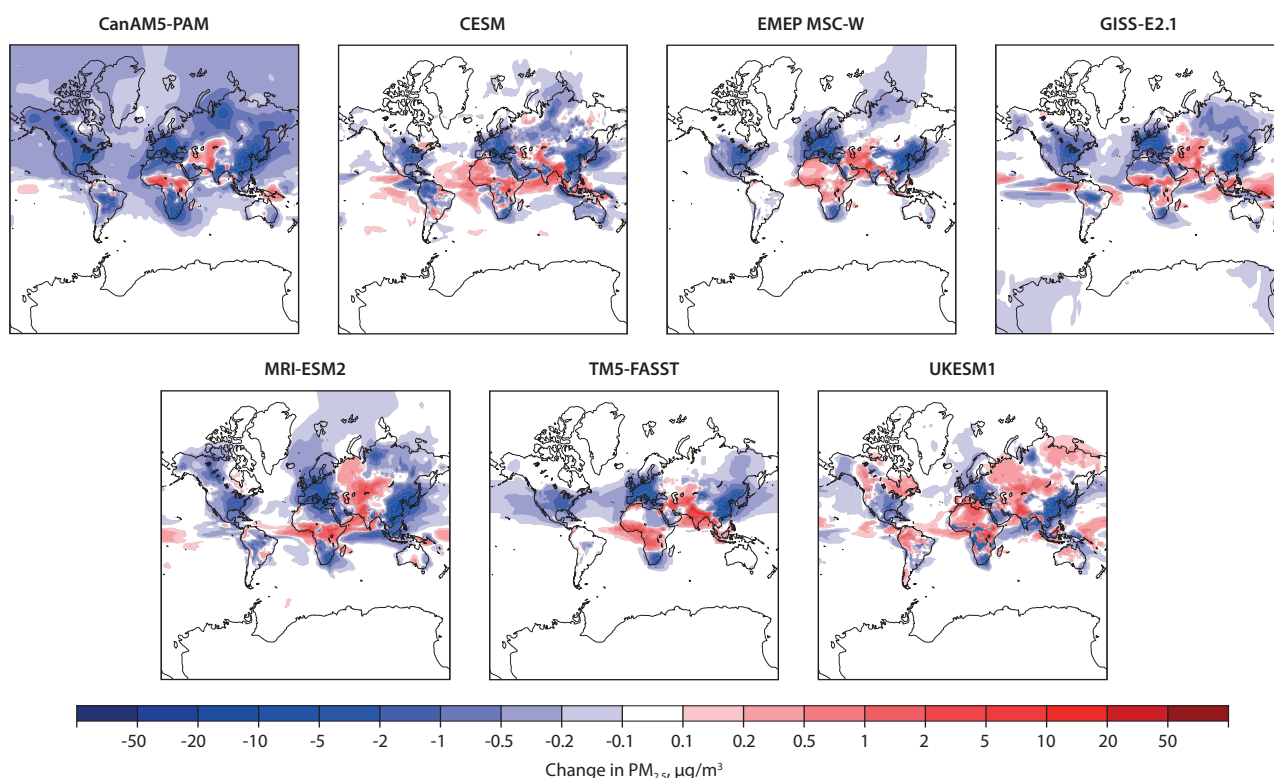 CanAM5-PAM CESM EMEP MSC-W GISS-E2.1
MRI-ESM2 TM5-FASST UKESM1
-50 -20 -10 -5 -2 -1 -0.5 -0.2 -0.1 0.1 0.2 0.5 1 2 5 10 20 50
Change in PM2.5, µg/m³